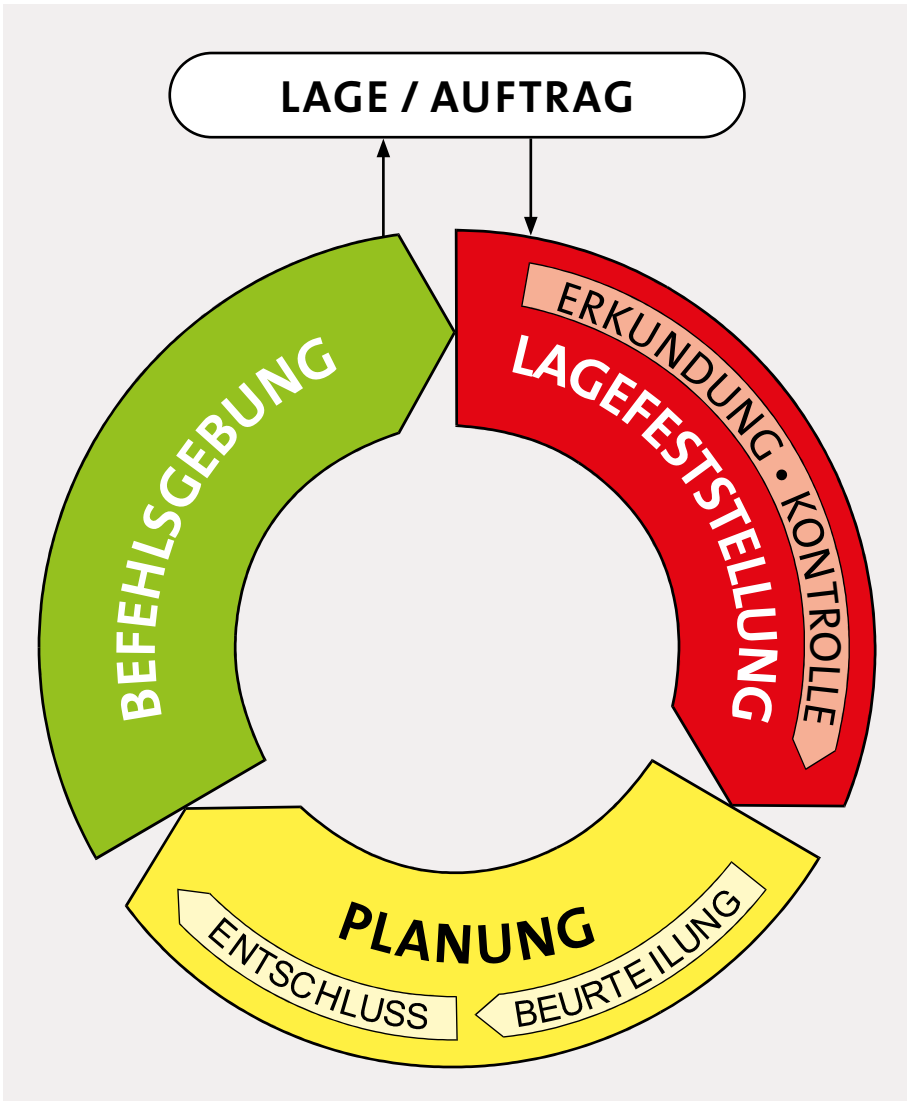 LAGE / AUFTRAG
ERKUNDUNG • KONTROLLE
LAGEFESTSTELLUNG
PLANUNG
BEURTEILUNG
ENTSCHLUSS
BEFEHLSGEBUNG